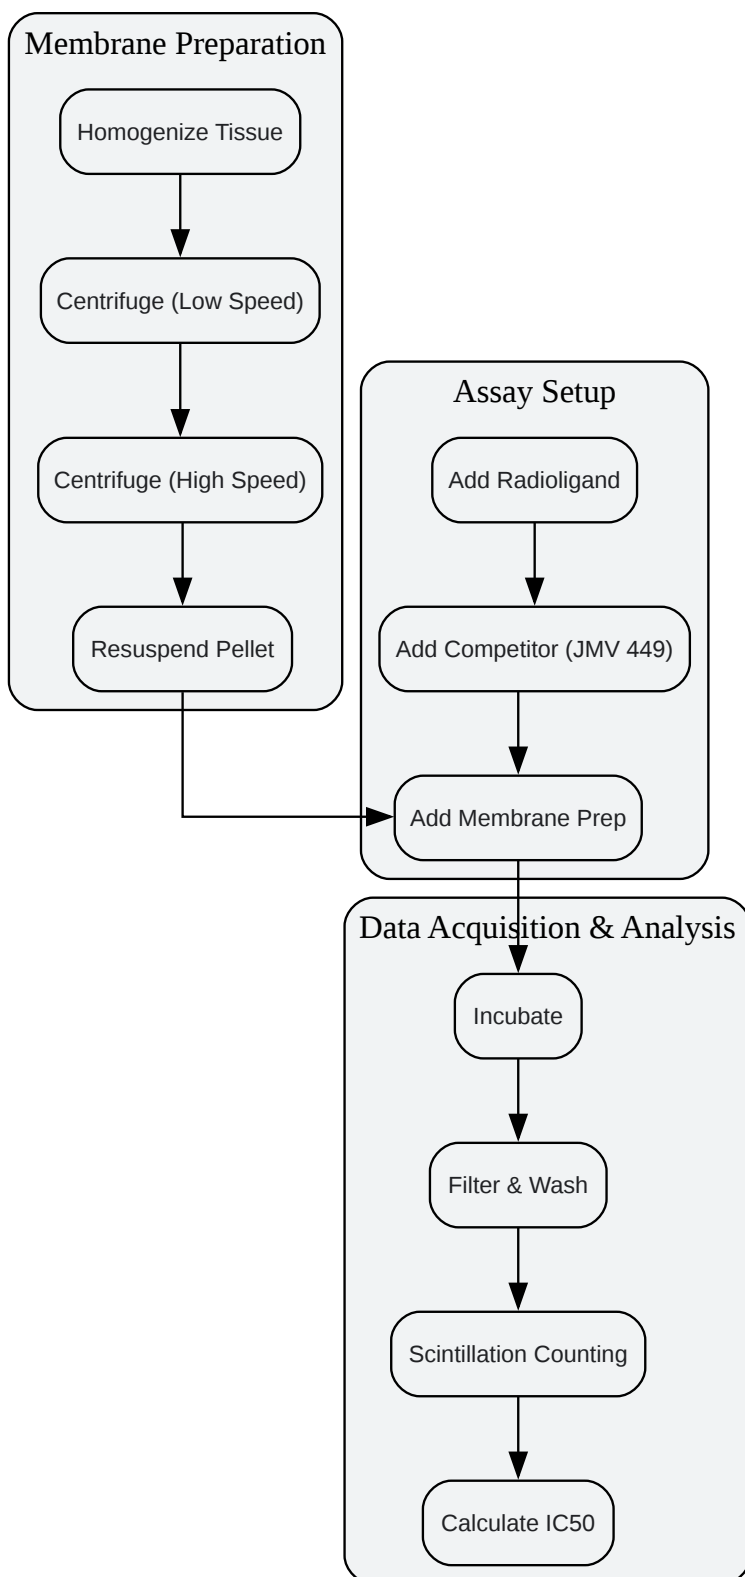 Membrane Preparation
Homogenize Tissue
Centrifuge (Low Speed)
Centrifuge (High Speed)
Resuspend Pellet
Assay Setup
Add Radioligand
Add Competitor (JMV 449)
Add Membrane Prep
Data Acquisition & Analysis
Incubate
Filter & Wash
Scintillation Counting
Calculate IC50